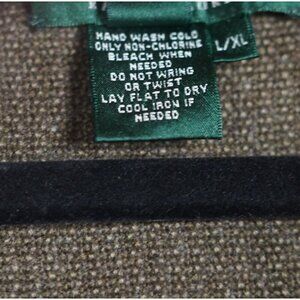 HAND WASH COLD
ONLY NON-CHLORINE
BLEACH WHEN
NEEDED
DO NOT WRING
OR TWIST
LAY FLAT TO DRY
COOL IRON IF
NEEDED
L/XL